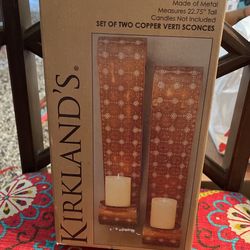 Made of Metal
Measures 22.75" Tall
Candles Not Included
SET OF TWO COPPER VERTI SCONCES
KIRKLAND'S®